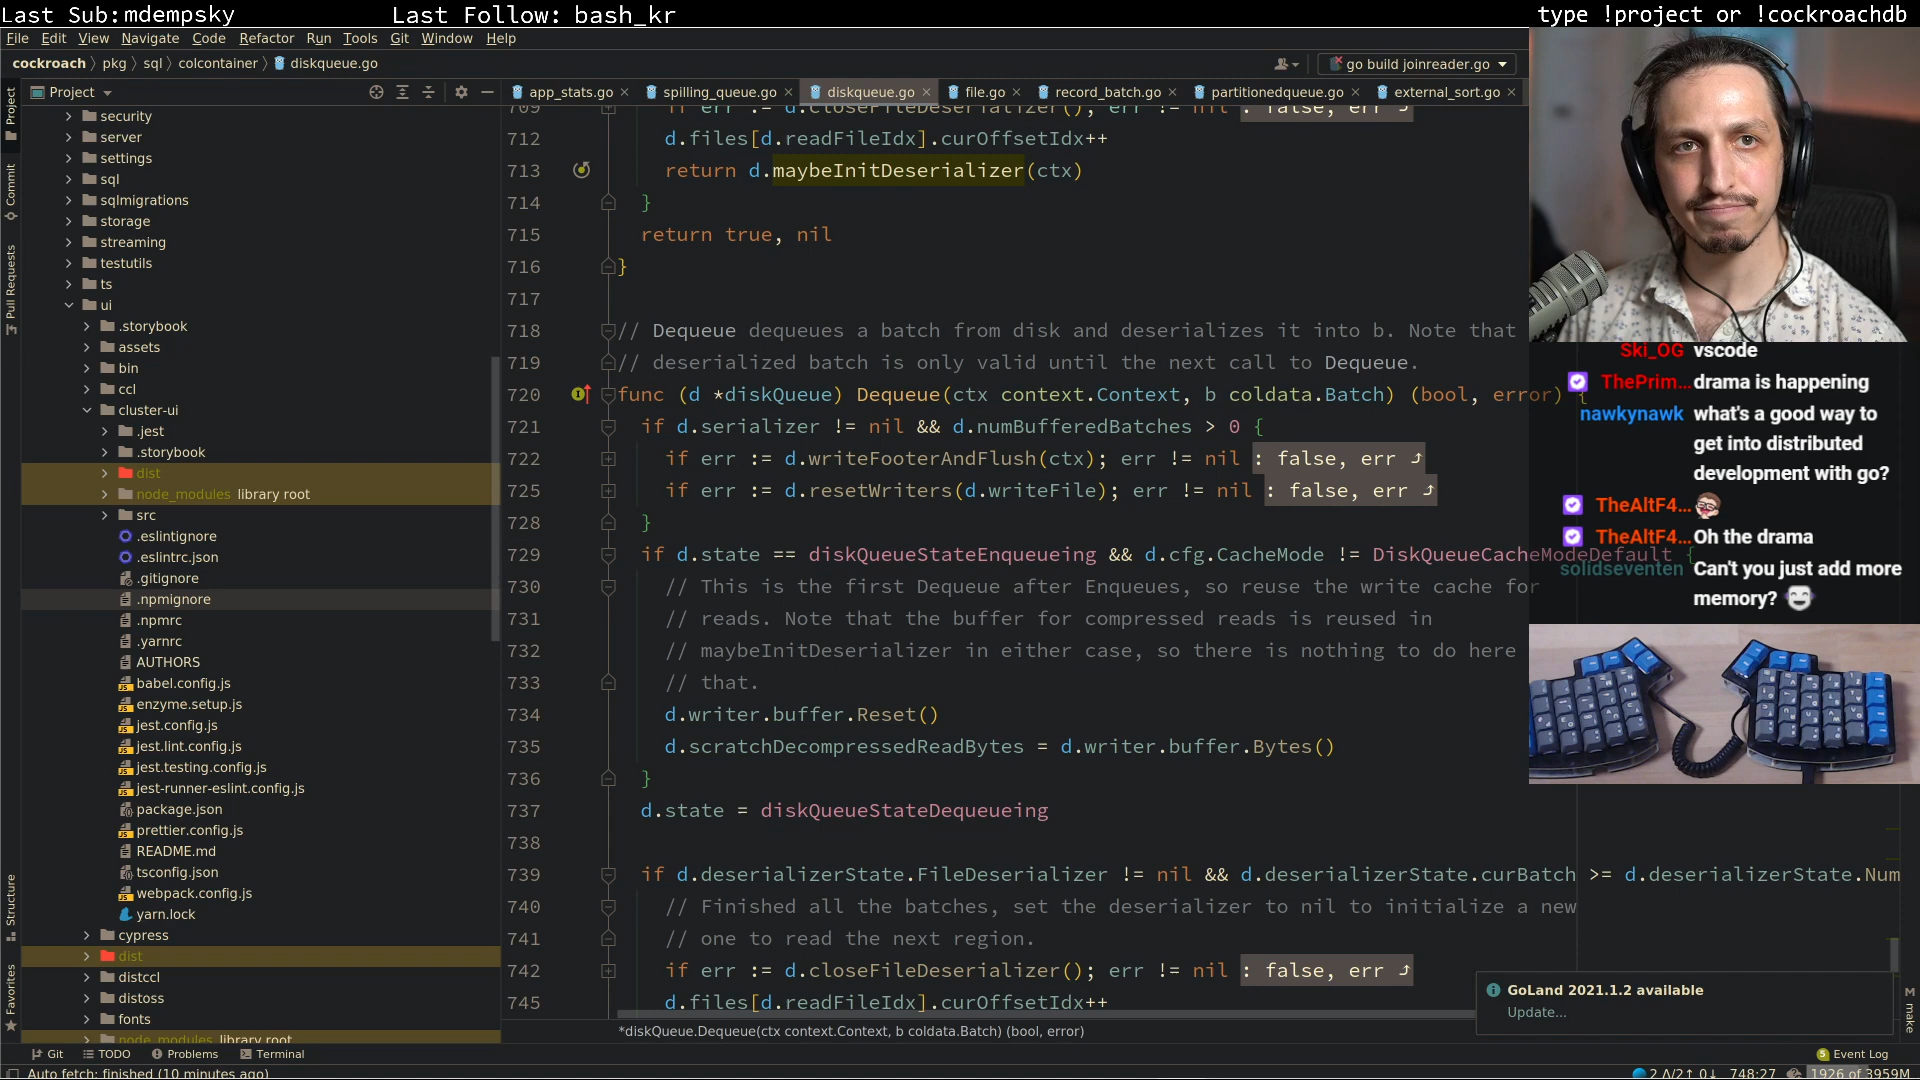 Last Sub: mdempsky Last Follow: bash_kr type !project or !cockroachdb
File Edit View Navigate Code Refactor Run Tools Git Window Help
cockroach pkg sql colcontainer diskqueue.go go build joinreader.go
Project app_stats.go spilling_queue.go diskqueue.go file.go record_batch.go partitionedqueue.go external_sort.go
Project
Commit
Pull Requests
Structure
Favorites
security
server
settings
sql
sqlmigrations
storage
streaming
testutils
ts
ui
.storybook
assets
bin
ccl
cluster-ui
.jest
.storybook
dist
node_modules library root
src
.eslintignore
.eslintrc.json
.gitignore
.npmignore
.npmrc
.yarnrc
AUTHORS
babel.config.js
enzyme.setup.js
jest.config.js
jest.lint.config.js
jest.testing.config.js
jest-runner-eslint.config.js
package.json
prettier.config.js
README.md
tsconfig.json
webpack.config.js
yarn.lock
cypress
dist
distccl
distoss
fonts
node_modules library root
709 if err := d.closeFileDeserializer(); err != nil : false, err
712 d.files[d.readFileIdx].curOffsetIdx++
713 return d.maybeInitDeserializer(ctx)
714 }
715 return true, nil
716 }
717
718 // Dequeue dequeues a batch from disk and deserializes it into b. Note that
719 // deserialized batch is only valid until the next call to Dequeue.
720 func (d *diskQueue) Dequeue(ctx context.Context, b coldata.Batch) (bool, error) {
721 if d.serializer != nil && d.numBufferedBatches > 0 {
722 if err := d.writeFooterAndFlush(ctx); err != nil : false, err
725 if err := d.resetWriters(d.writeFile); err != nil : false, err
728 }
729 if d.state == diskQueueStateEnqueueing && d.cfg.CacheMode != DiskQueueCacheModeDefault {
730 // This is the first Dequeue after Enqueues, so reuse the write cache for
731 // reads. Note that the buffer for compressed reads is reused in
732 // maybeInitDeserializer in either case, so there is nothing to do here
733 // that.
734 d.writer.buffer.Reset()
735 d.scratchDecompressedReadBytes = d.writer.buffer.Bytes()
736 }
737 d.state = diskQueueStateDequeueing
738
739 if d.deserializerState.FileDeserializer != nil && d.deserializerState.curBatch >= d.deserializerState.Num
740 // Finished all the batches, set the deserializer to nil to initialize a new
741 // one to read the next region.
742 if err := d.closeFileDeserializer(); err != nil : false, err
745 d.files[d.readFileIdx].curOffsetIdx++
*diskQueue.Dequeue(ctx context.Context, b coldata.Batch) (bool, error)
Ski_OG vscode
ThePrim... drama is happening
nawkynawk what's a good way to
get into distributed
development with go?
TheAltF4...
TheAltF4... Oh the drama
solidseventen Can't you just add more
memory?
GoLand 2021.1.2 available
Update...
M make
Git TODO Problems Terminal 5 Event Log
Auto fetch: finished (10 minutes ago) 2 Δ/2↑ 0↓ 748:27 1926 of 3959M